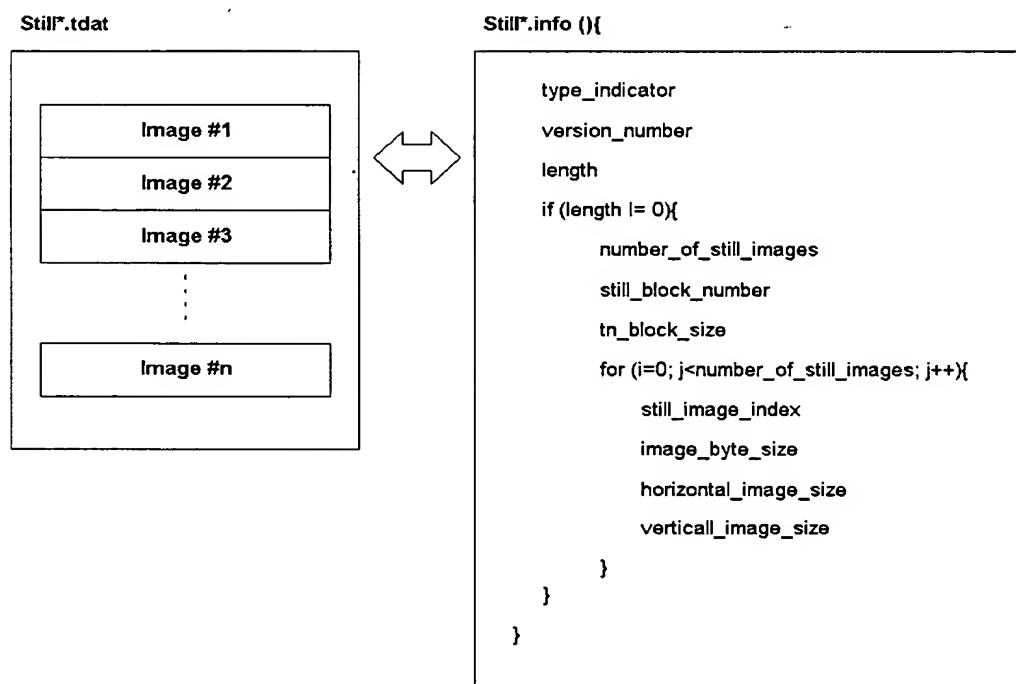 Still*.tdat
Image #1
Image #2
Image #3
Image #n
Still*.info (){
type_indicator
version_number
length
if (length != 0){
number_of_still_images
still_block_number
tn_block_size
for (i=0; j<number_of_still_images; j++){
still_image_index
image_byte_size
horizontal_image_size
verticall_image_size
}
}
}